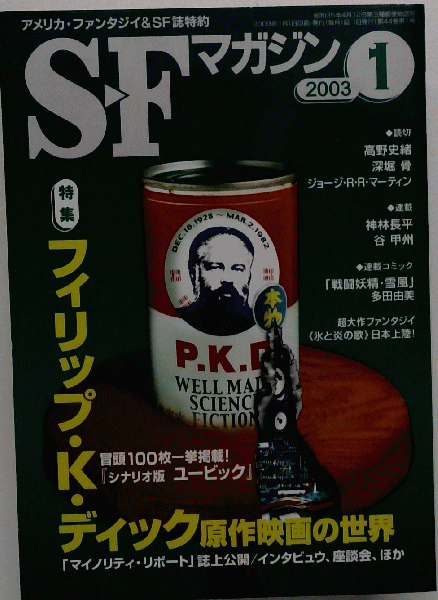 アメリカ・ファンタジイ&SF誌特約
S-Fマガジン
2003
1
◆読切
高野史緒
深堀 骨
ジョージ・R・R・マーティン
◆連載
神林長平
谷 甲州
◆連載コミック
「戦闘妖精・雪風」
多田由美
超大作ファンタジイ
《氷と炎の歌》日本上陸!
特集
フィリップ・K・ディック原作映画の世界
DEC.16,1928 ~ MAR.2,1982
P.K.D
WELL MADE
SCIENCE
FICTION
冒頭100枚一挙掲載!
『シナリオ版 ユービック』
「マイノリティ・リポート」誌上公開/インタビュウ、座談会、ほか